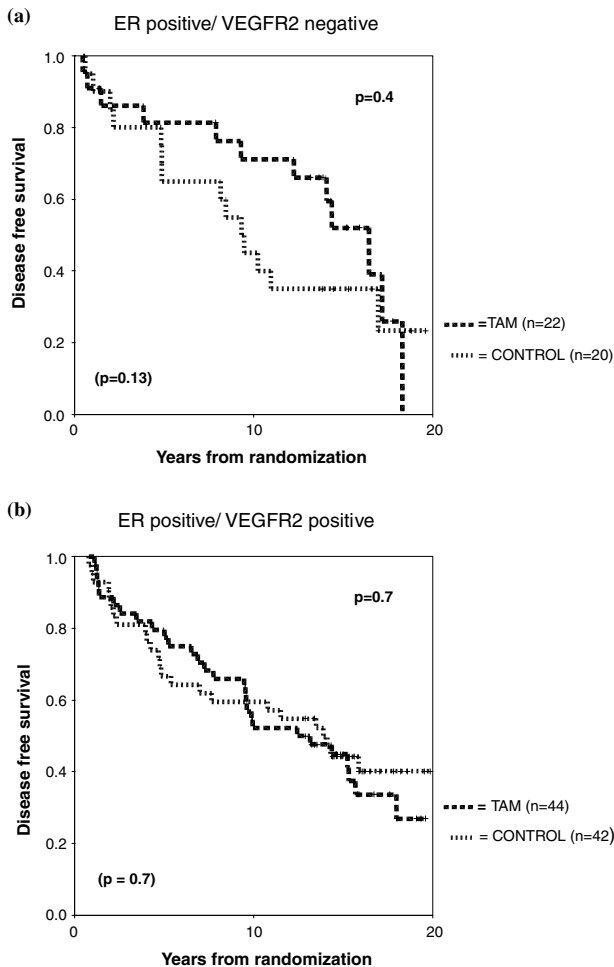 (a)
ER positive/ VEGFR2 negative
1.0
0.8
0.6
0.4
0.2
0.0
Disease free survival
p=0.4
(p=0.13)
=TAM (n=22)
= CONTROL (n=20)
0
10
20
Years from randomization
(b)
ER positive/ VEGFR2 positive
1.0
0.8
0.6
0.4
0.2
0.0
Disease free survival
p=0.7
(p = 0.7)
= TAM (n=44)
= CONTROL (n=42)
0
10
20
Years from randomization